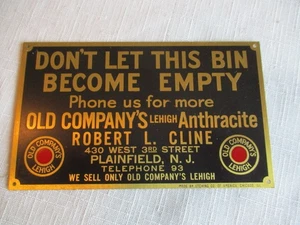 DON'T LET THIS BIN
BECOME EMPTY
Phone us for more
OLD COMPANY'S LEHIGH Anthracite
ROBERT L. CLINE
430 WEST 3RD STREET
PLAINFIELD, N. J.
TELEPHONE 93
WE SELL ONLY OLD COMPANY'S LEHIGH
OLD COMPANY'S
LEHIGH
OLD COMPANY'S
LEHIGH